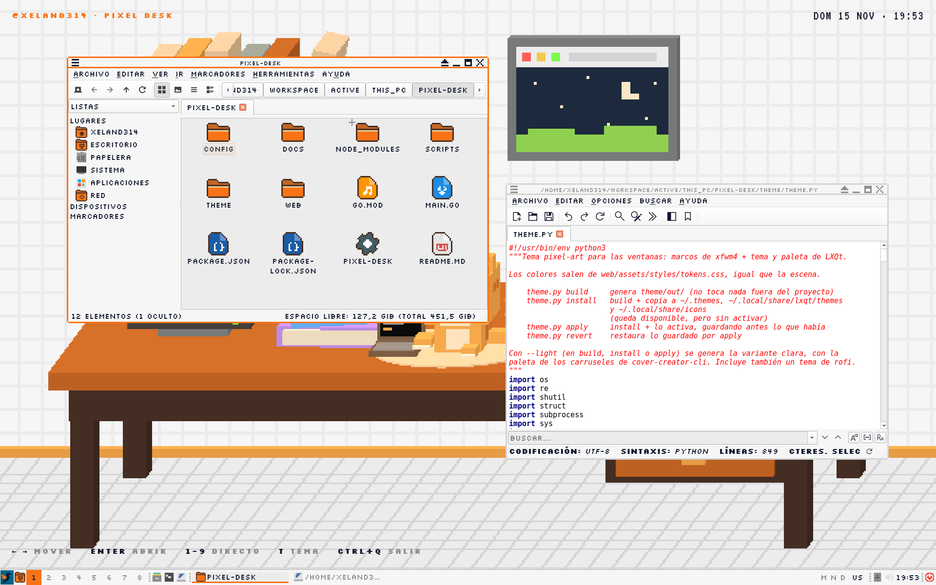 @XELAND314 · PIXEL DESK
DOM 15 NOV · 19:53
PIXEL-DESK
ARCHIVO EDITAR VER IR MARCADORES HERRAMIENTAS AYUDA
WORKSPACE ACTIVE THIS_PC PIXEL-DESK
LISTAS
PIXEL-DESK
LUGARES
XELAND314
ESCRITORIO
PAPELERA
SISTEMA
APLICACIONES
RED
DISPOSITIVOS
MARCADORES
CONFIG DOCS NODE_MODULES SCRIPTS
THEME WEB GO.MOD MAIN.GO
PACKAGE.JSON PACKAGE-LOCK.JSON PIXEL-DESK README.MD
12 ELEMENTOS (1 OCULTO) ESPACIO LIBRE: 127,2 GIB (TOTAL 451,5 GIB)
/HOME/XELAND314/WORKSPACE/ACTIVE/THIS_PC/PIXEL-DESK/THEME/THEME.PY
ARCHIVO EDITAR OPCIONES BUSCAR AYUDA
THEME.PY
#!/usr/bin/env python3
"""Tema pixel-art para las ventanas: marcos de xfwm4 + tema y paleta de LXQt.
Los colores salen de web/assets/styles/tokens.css, igual que la escena.
theme.py build genera theme/out/ (no toca nada fuera del proyecto)
theme.py install build + copia a ~/.themes, ~/.local/share/lxqt/themes
y ~/.local/share/icons
(queda disponible, pero sin activar)
theme.py apply install + lo activa, guardando antes lo que había
theme.py revert restaura lo guardado por apply
Con --light (en build, install o apply) se genera la variante clara, con la
paleta de los carruseles de cover-creator-cli. Incluye también un tema de rofi.
"""
import os
import re
import shutil
import struct
import subprocess
import sys
BUSCAR...
CODIFICACIÓN: UTF-8 SINTAXIS: PYTHON LÍNEAS: 849 CTERES. SELEC
← → MOVER ENTER ABRIR 1-9 DIRECTO T TEMA CTRL+Q SALIR
1 2 3 4 5 6 7 8 PIXEL-DESK /HOME/XELAND3... M N D US 19:53